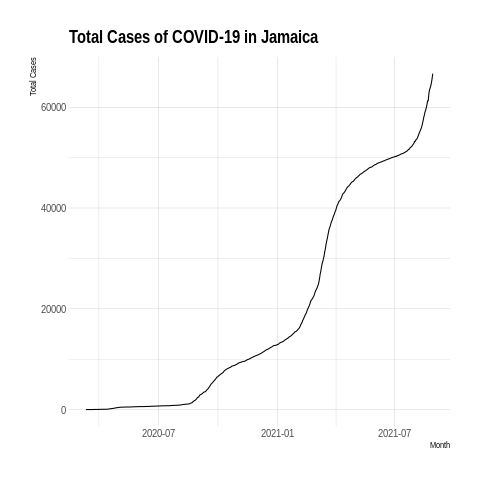 Total Cases of COVID-19 in Jamaica
Total Cases
60000
40000
20000
0
2020-07 2021-01 2021-07
Month